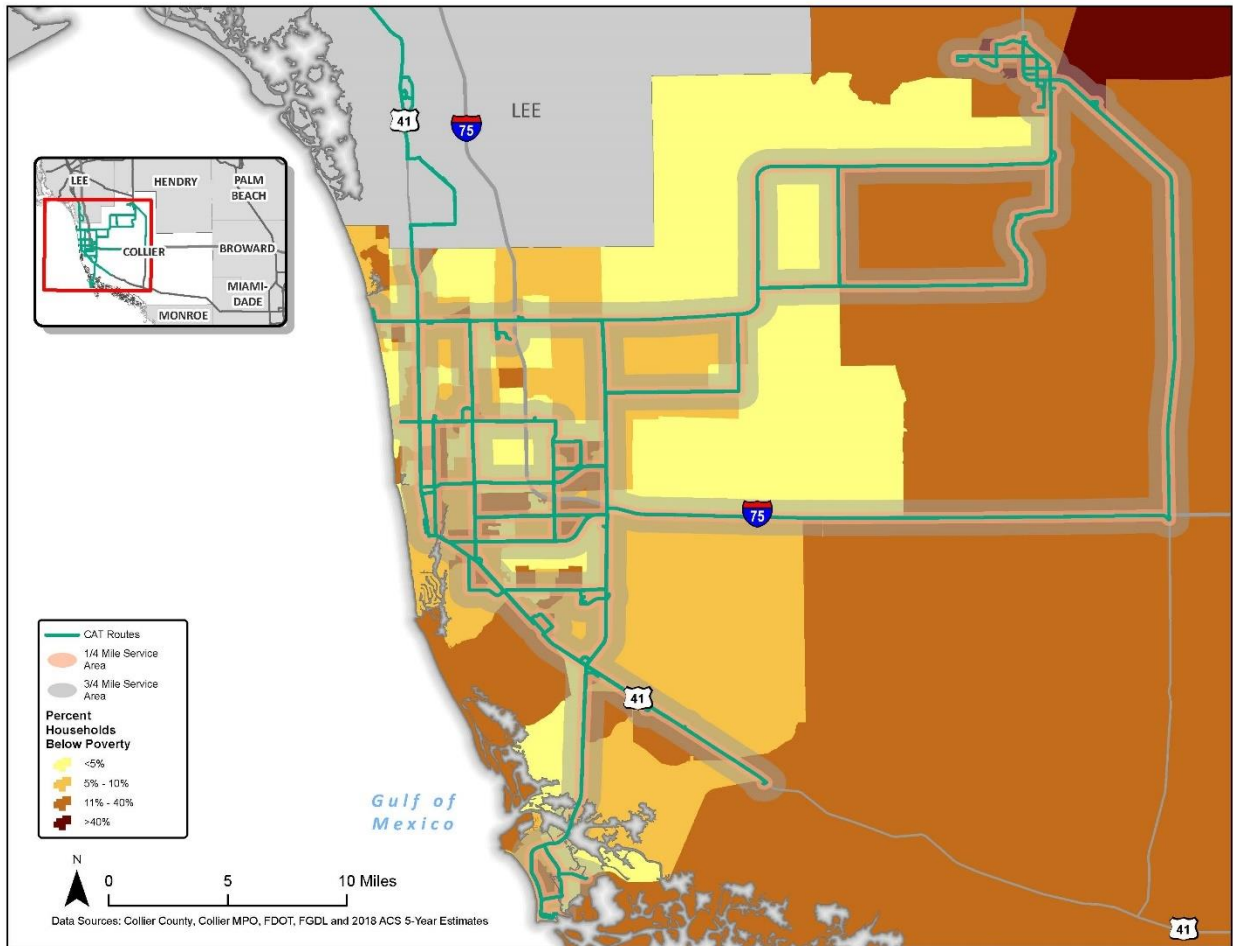 41
75
LEE
LEE
HENDRY
PALM
BEACH
COLLIER
BROWARD
MIAMI-
DADE
MONROE
75
41
CAT Routes
1/4 Mile Service
Area
3/4 Mile Service
Area
Percent
Households
Below Poverty
<5%
5% - 10%
11% - 40%
>40%
Gulf of
Mexico
N
0 5 10 Miles
Data Sources: Collier County, Collier MPO, FDOT, FGDL and 2018 ACS 5-Year Estimates
41